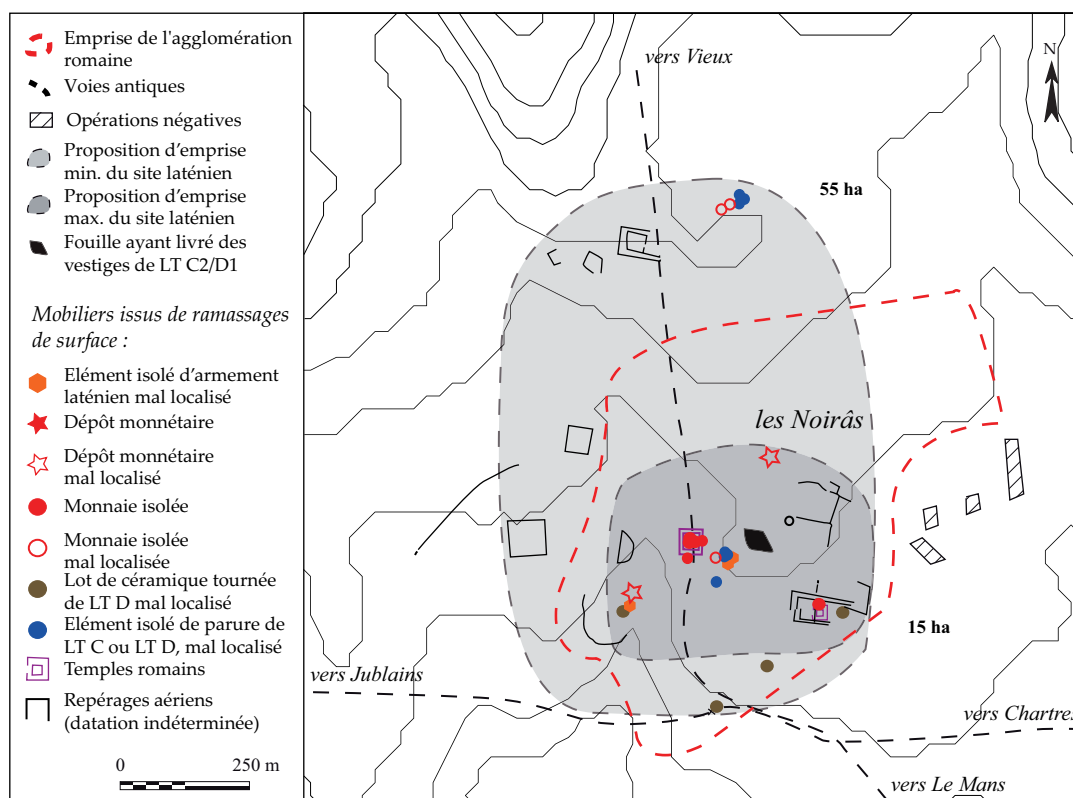 Emprise de l'agglomération
romaine
Voies antiques
Opérations négatives
Proposition d'emprise
min. du site laténien
Proposition d'emprise
max. du site laténien
Fouille ayant livré des
vestiges de LT C2/D1
Mobiliers issus de ramassages
de surface :
Elément isolé d'armement
laténien mal localisé
Dépôt monnétaire
Dépôt monnétaire
mal localisé
Monnaie isolée
Monnaie isolée
mal localisée
Lot de céramique tournée
de LT D mal localisé
Elément isolé de parure de
LT C ou LT D, mal localisé
Temples romains
Repérages aériens
(datation indéterminée)
0 250 m
vers Vieux
N
55 ha
les Noirâs
15 ha
vers Jublains
vers Chartres
vers Le Mans